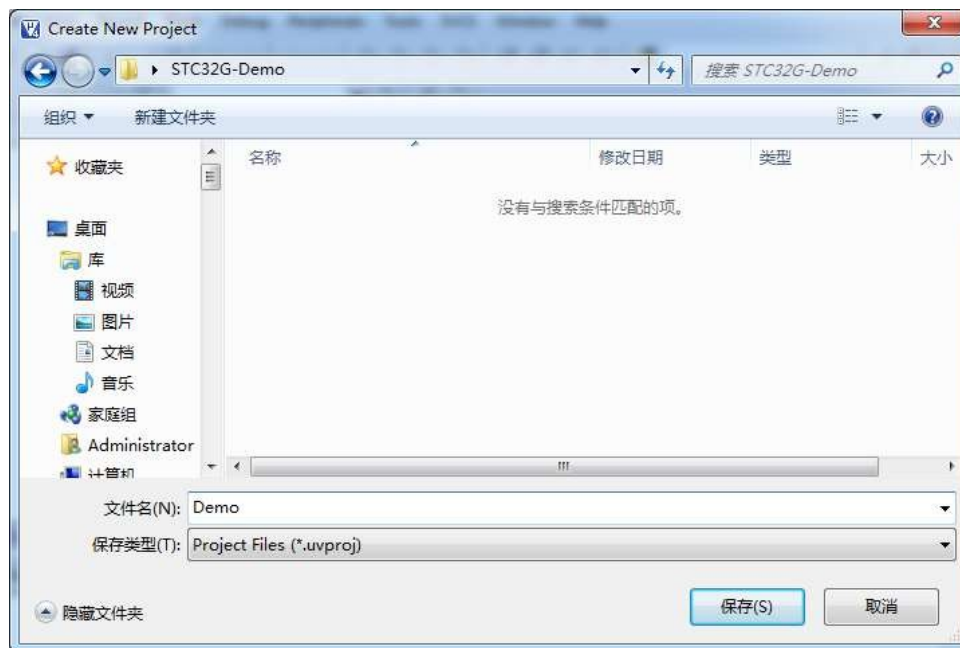 Create New Project
STC32G-Demo
搜索 STC32G-Demo
组织 新建文件夹
收藏夹
名称 修改日期 类型 大小
没有与搜索条件匹配的项。
桌面
库
视频
图片
文档
音乐
家庭组
Administrator
计算机
文件名(N): Demo
保存类型(T): Project Files (*.uvproj)
隐藏文件夹
保存(S) 取消